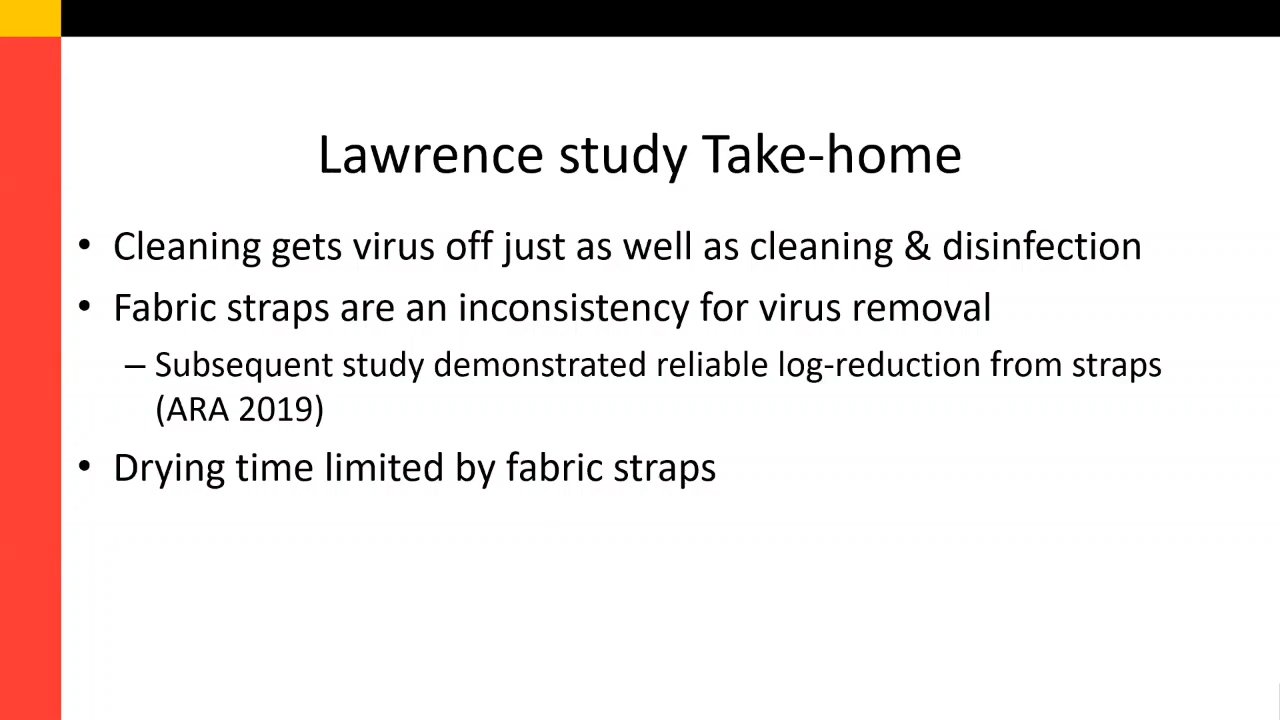 Lawrence study Take-home
• Cleaning gets virus off just as well as cleaning & disinfection
• Fabric straps are an inconsistency for virus removal
– Subsequent study demonstrated reliable log-reduction from straps
(ARA 2019)
• Drying time limited by fabric straps